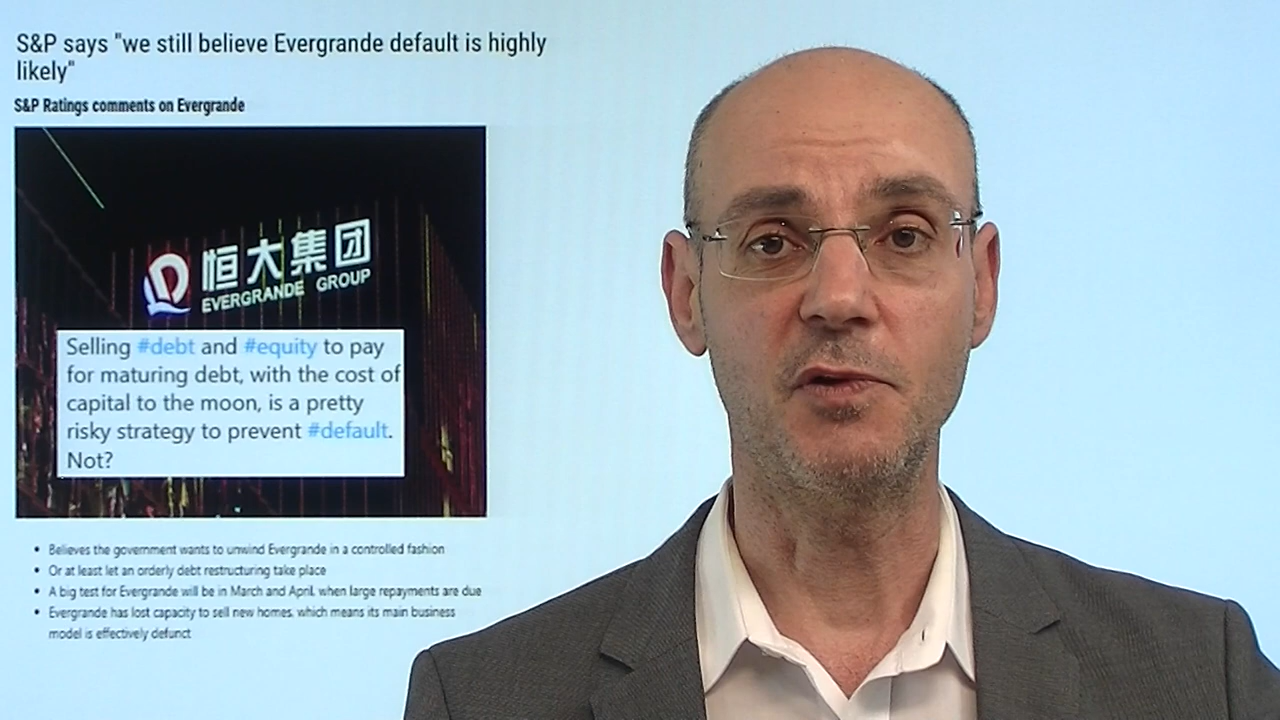 S&P says "we still believe Evergrande default is highly
likely"
S&P Ratings comments on Evergrande
恒大集团
EVERGRANDE GROUP
Selling #debt and #equity to pay
for maturing debt, with the cost of
capital to the moon, is a pretty
risky strategy to prevent #default.
Not?
• Believes the government wants to unwind Evergrande in a controlled fashion
• Or at least let an orderly debt restructuring take place
• A big test for Evergrande will be in March and April, when large repayments are due
• Evergrande has lost capacity to sell new homes, which means its main business
model is effectively defunct